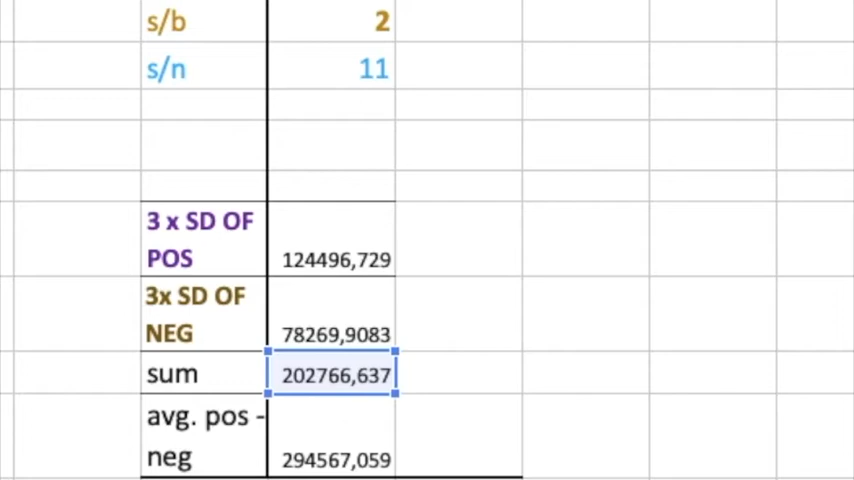 s/b 2
s/n 11
3 x SD OF
POS 124496,729
3x SD OF
NEG 78269,9083
sum 202766,637
avg. pos -
neg 294567,059